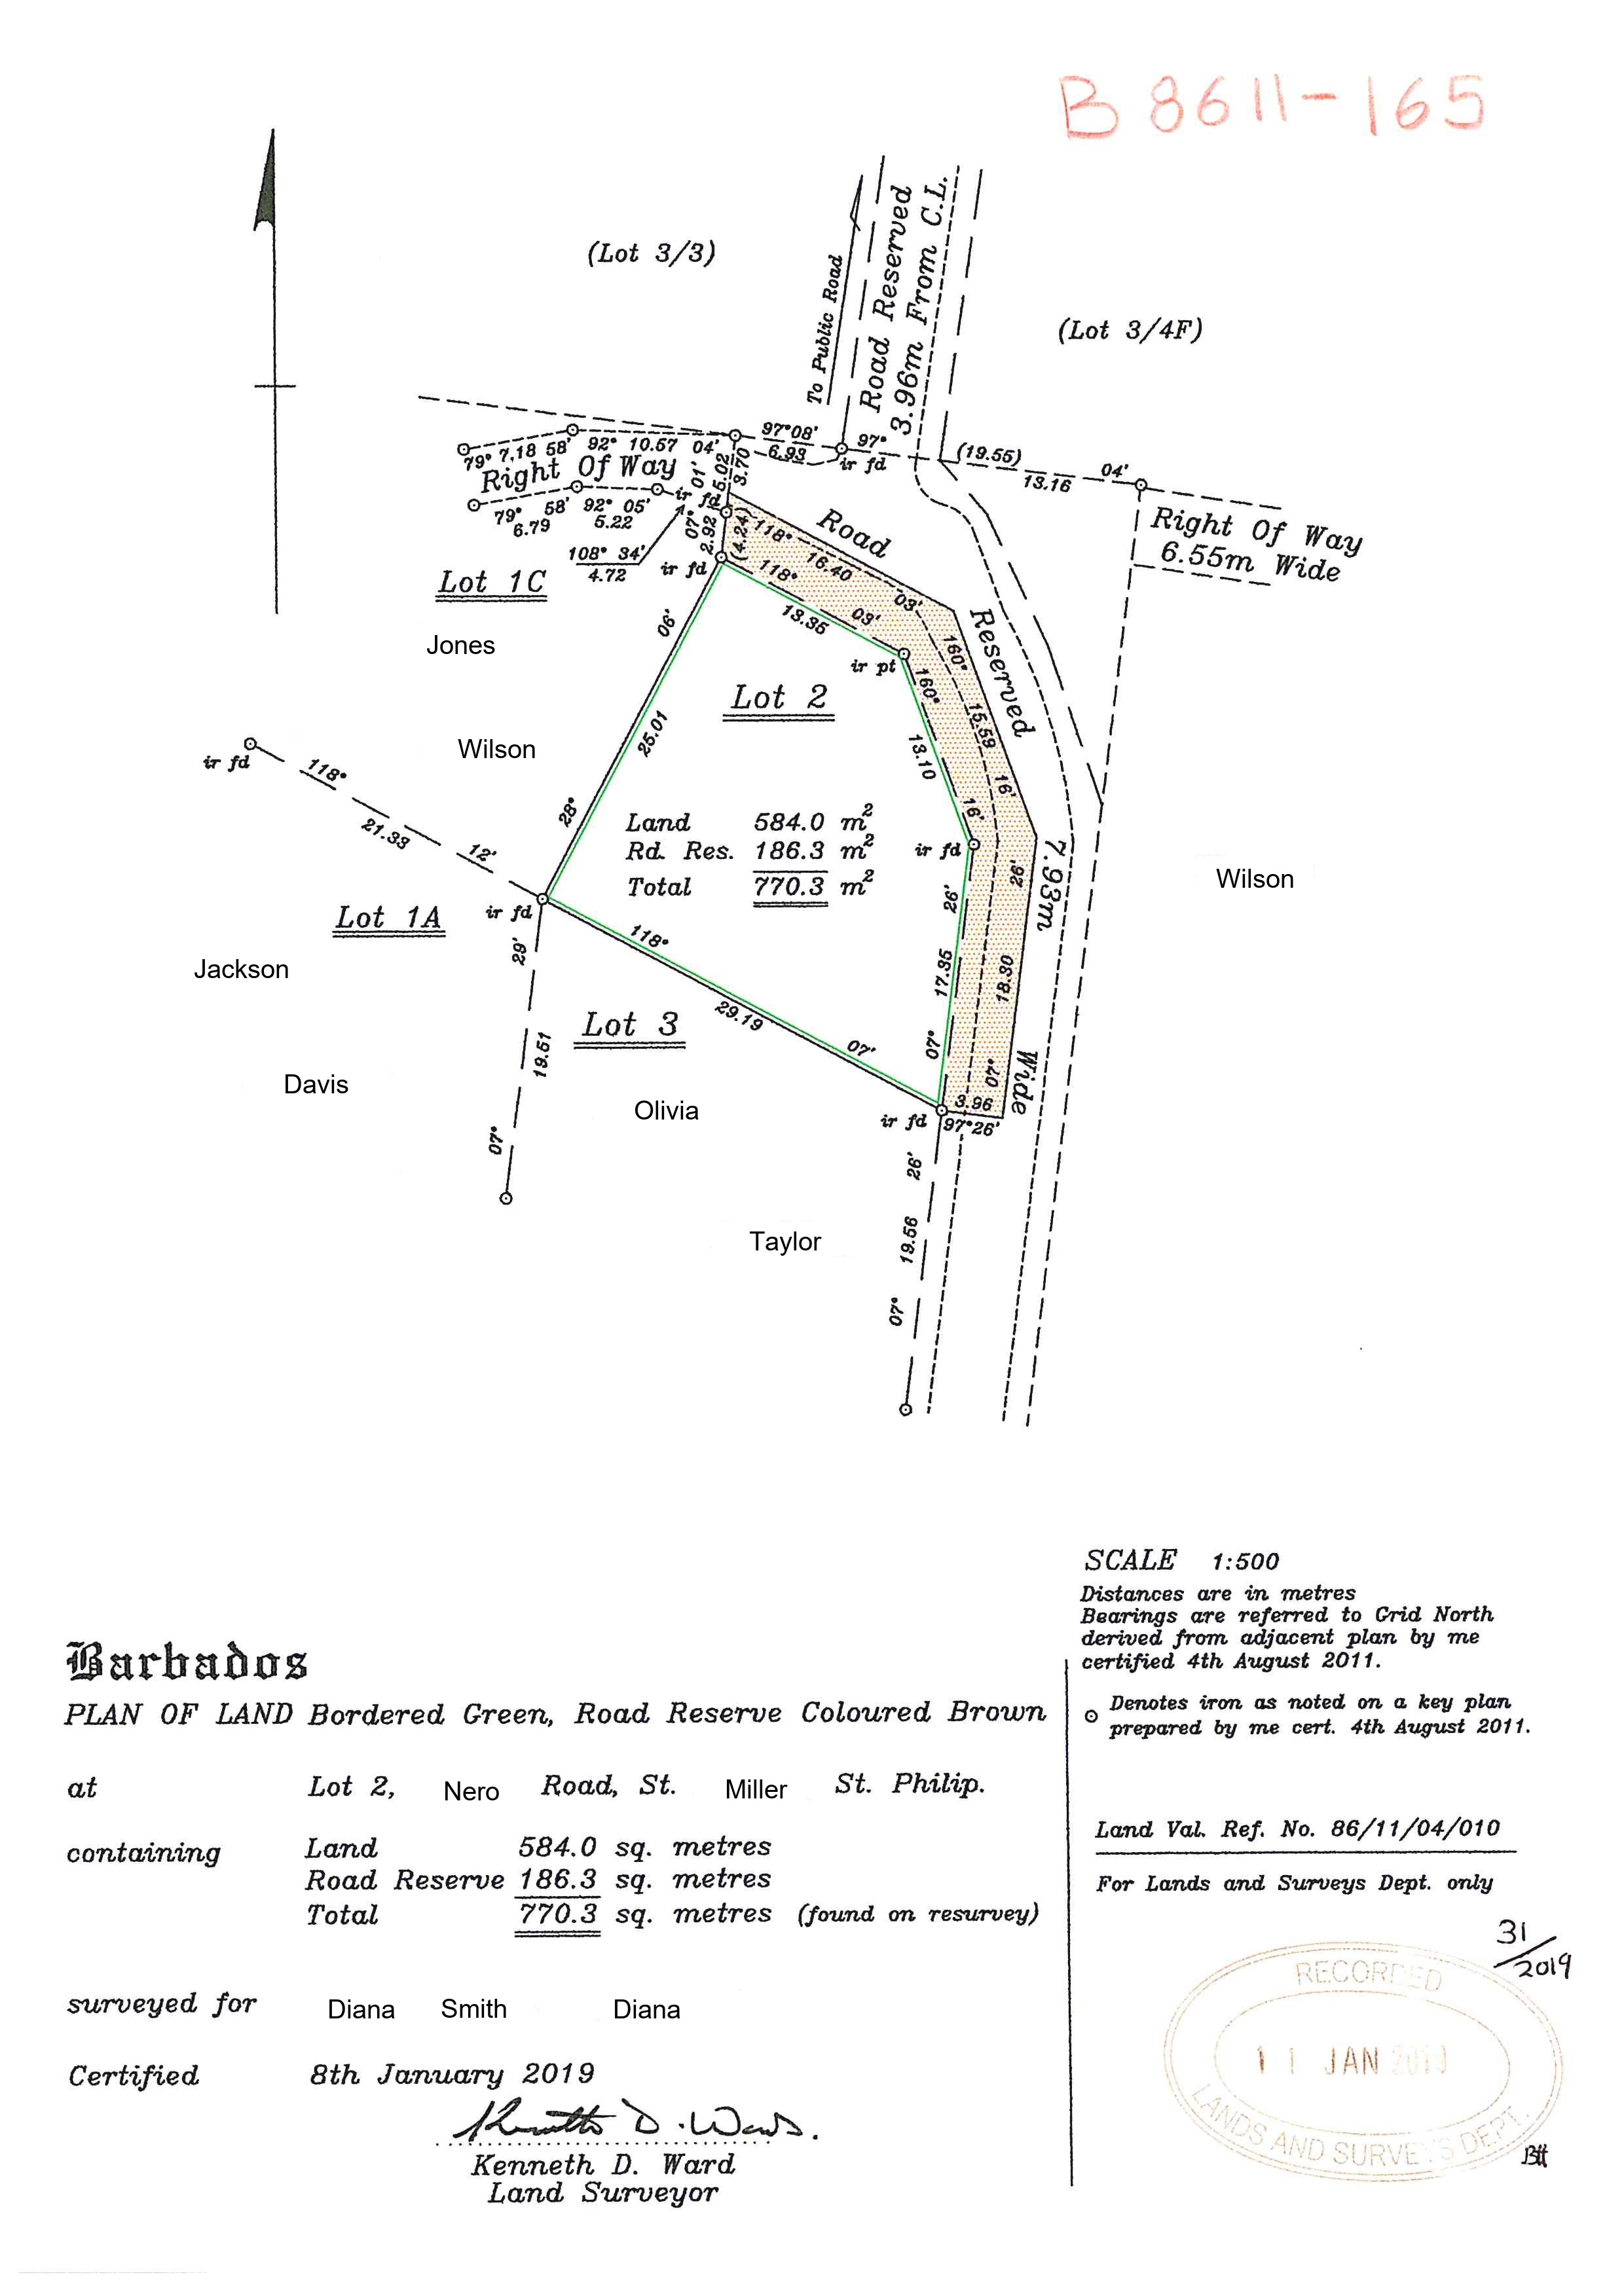 B 8611-165
(Lot 3/3)
To Public Road
Road Reserved
3.96m From C.L.
(Lot 3/4F)
97°08'
6.93
ir fd
97°
(19.55)
13.16
04'
79° 7.18 58'
92° 10.57 04'
Right Of Way
79° 58'
6.79
92° 05'
5.22
ir fd
108° 34'
4.72
01'
5.02
3.70
07°
2.92
(4.24)
ir fd
Right Of Way
6.55m Wide
Road
Reserved
7.93m
Wide
118°
16.40
03'
118°
13.35
03'
ir pt
160°
15.59
16'
160°
13.10
16'
ir fd
Lot 1C
Jones
Wilson
06'
25.01
28°
Lot 2
Land 584.0 m²
Rd. Res. 186.3 m²
Total 770.3 m²
26'
18.30
07°
26'
17.35
07°
Wilson
ir fd
118°
21.33
12'
ir fd
Lot 1A
Jackson
29'
19.51
07°
118°
29.19
07'
Lot 3
Davis
Olivia
ir fd
3.96
97°26'
26'
19.56
07°
Taylor
SCALE 1:500
Distances are in metres
Bearings are referred to Grid North
derived from adjacent plan by me
certified 4th August 2011.
Denotes iron as noted on a key plan
prepared by me cert. 4th August 2011.
Land Val. Ref. No. 86/11/04/010
For Lands and Surveys Dept. only
31/2019
RECORDED
11 JAN 2019
LANDS AND SURVEYS DEPT.
BH
Barbados
PLAN OF LAND Bordered Green, Road Reserve Coloured Brown
at Lot 2, Nero Road, St. Miller St. Philip.
containing Land 584.0 sq. metres
Road Reserve 186.3 sq. metres
Total 770.3 sq. metres (found on resurvey)
surveyed for Diana Smith Diana
Certified 8th January 2019
Kenneth D. Ward.
Kenneth D. Ward
Land Surveyor